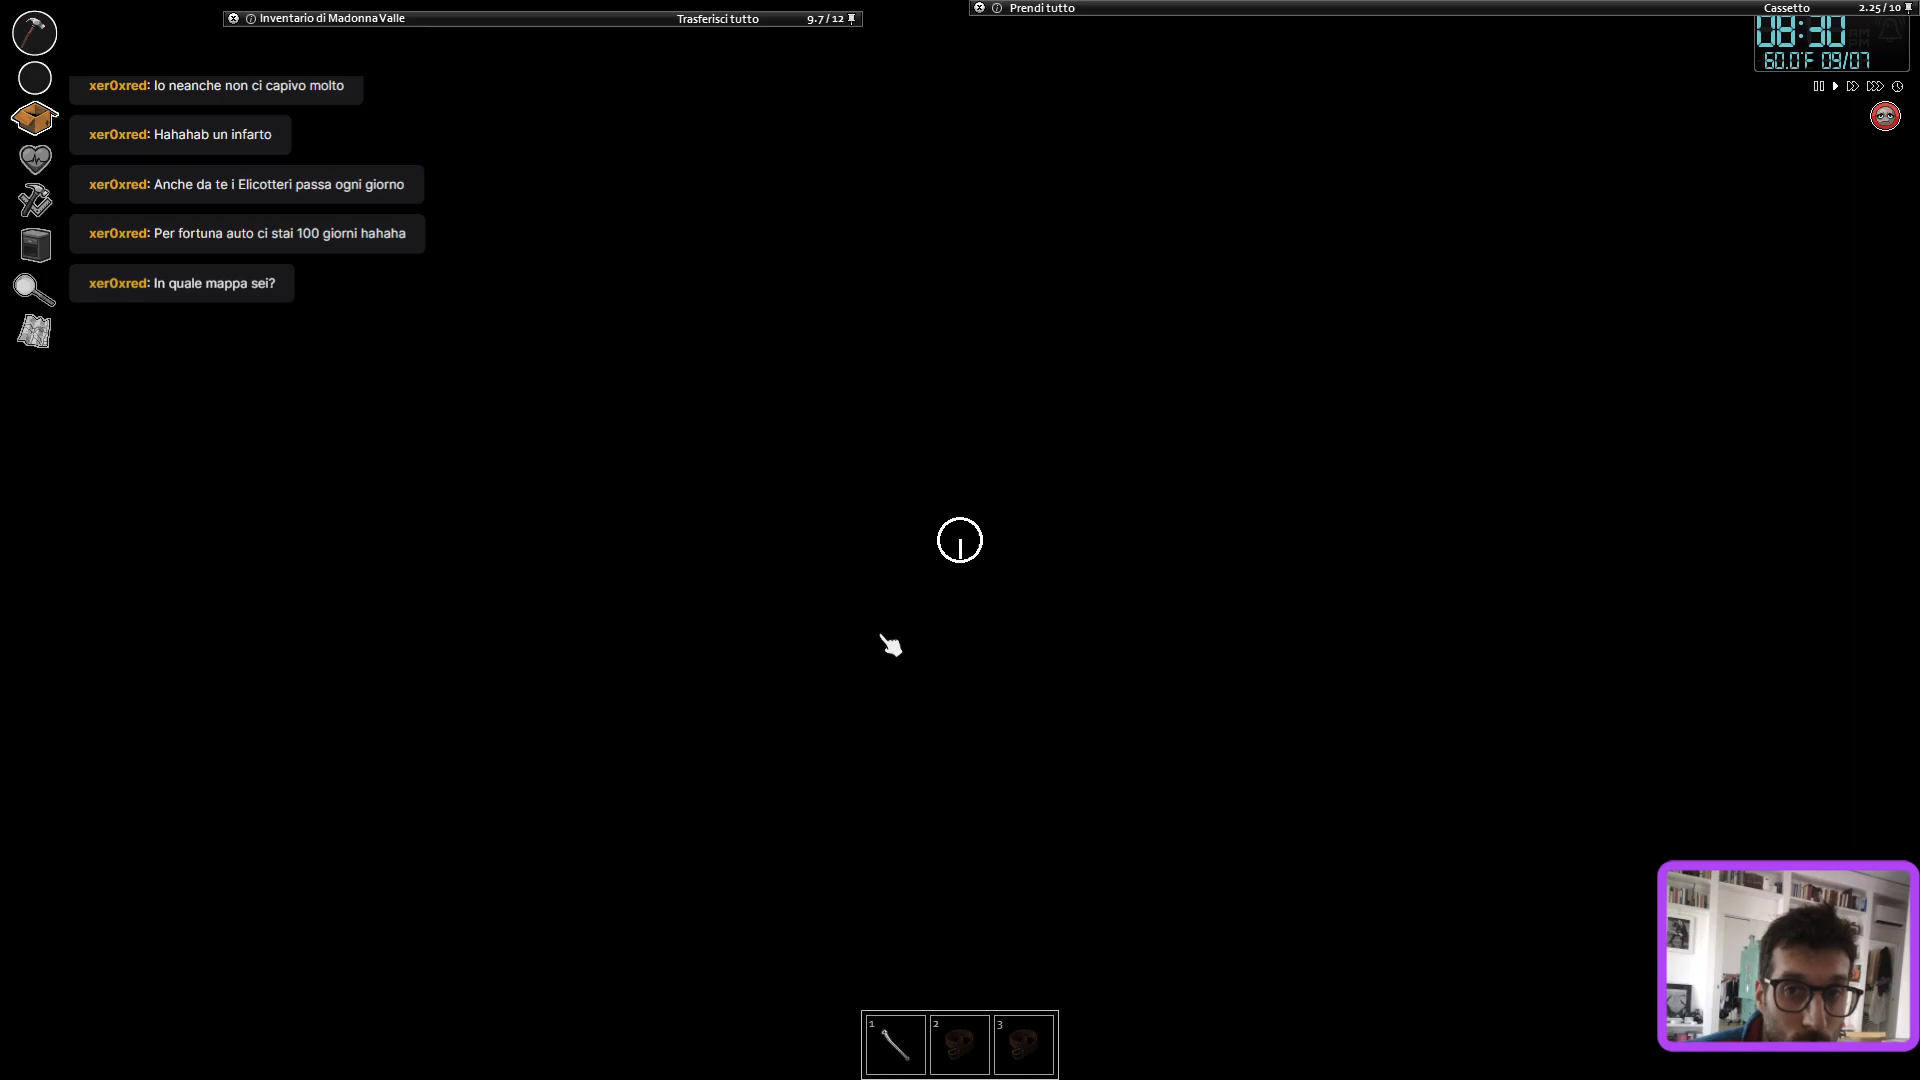 Inventario di Madonna Valle Trasferisci tutto 9.7 / 12
Prendi tutto Cassetto 2.25 / 10
08:30 AM
PM
60.0°F 09/07
xer0xred: Io neanche non ci capivo molto
xer0xred: Hahahab un infarto
xer0xred: Anche da te i Elicotteri passa ogni giorno
xer0xred: Per fortuna auto ci stai 100 giorni hahaha
xer0xred: In quale mappa sei?
1 2 3